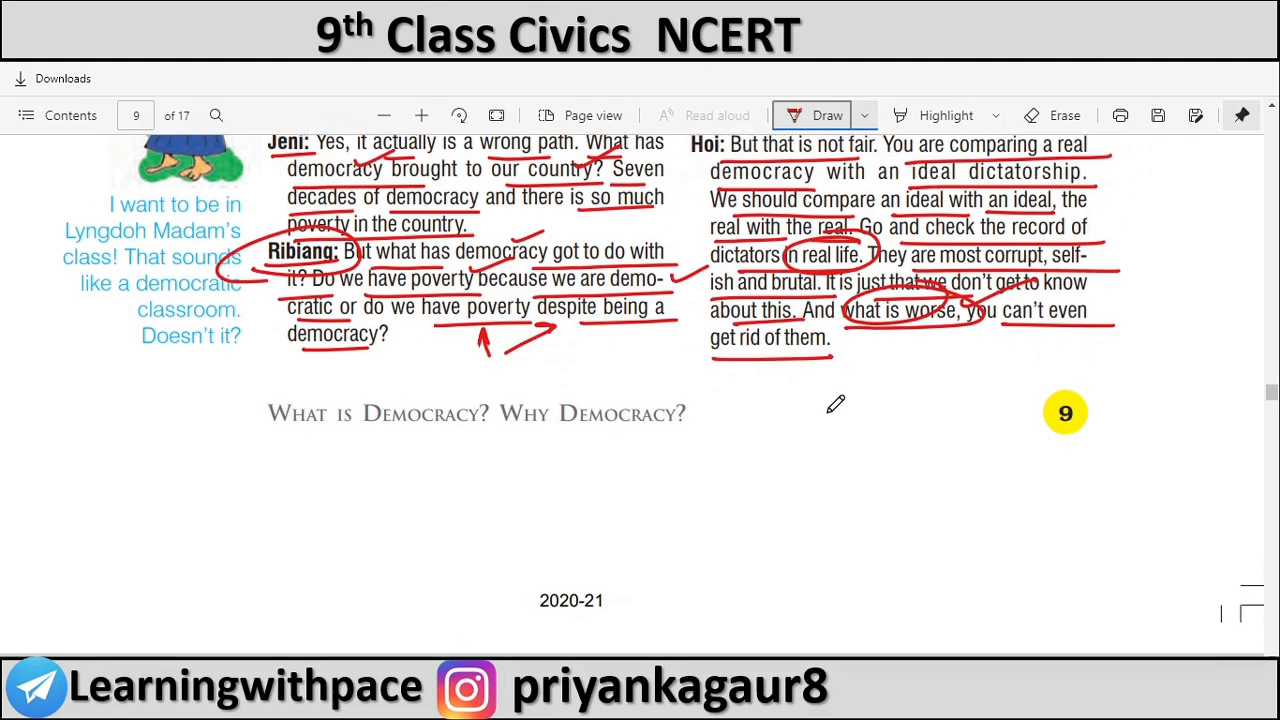 9th Class Civics NCERT
Downloads
Contents 9 of 17 Page view Read aloud Draw Highlight Erase
I want to be in
Lyngdoh Madam's
class! That sounds
like a democratic
classroom.
Doesn't it?
Jeni: Yes, it actually is a wrong path. What has
democracy brought to our country? Seven
decades of democracy and there is so much
poverty in the country.
Ribiang: But what has democracy got to do with
it? Do we have poverty because we are demo-
cratic or do we have poverty despite being a
democracy?
Hoi: But that is not fair. You are comparing a real
democracy with an ideal dictatorship.
We should compare an ideal with an ideal, the
real with the real. Go and check the record of
dictators in real life. They are most corrupt, self-
ish and brutal. It is just that we don't get to know
about this. And what is worse, you can't even
get rid of them.
What is Democracy? Why Democracy?
9
2020-21
Learningwithpace priyankagaur8